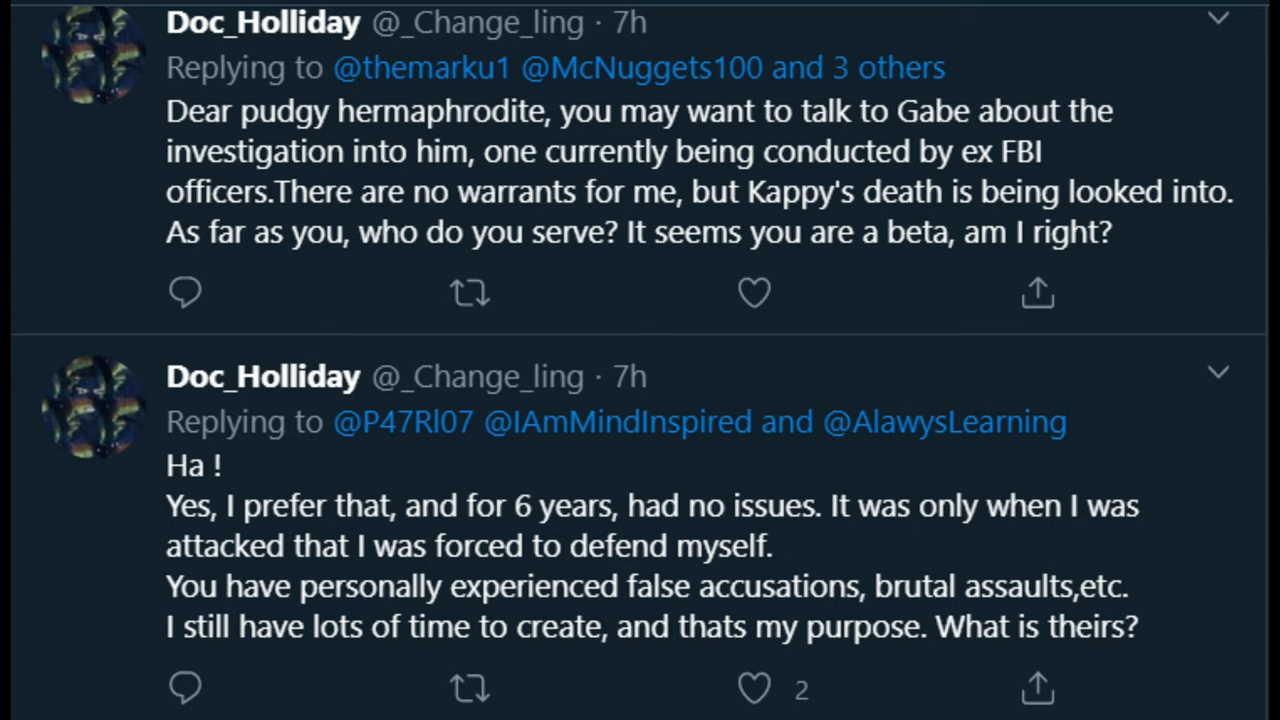 Doc_Holliday @_Change_ling · 7h
Replying to @themarku1 @McNuggets100 and 3 others
Dear pudgy hermaphrodite, you may want to talk to Gabe about the
investigation into him, one currently being conducted by ex FBI
officers.There are no warrants for me, but Kappy's death is being looked into.
As far as you, who do you serve? It seems you are a beta, am I right?
Doc_Holliday @_Change_ling · 7h
Replying to @P47Rl07 @IAmMindInspired and @AlawysLearning
Ha !
Yes, I prefer that, and for 6 years, had no issues. It was only when I was
attacked that I was forced to defend myself.
You have personally experienced false accusations, brutal assaults,etc.
I still have lots of time to create, and thats my purpose. What is theirs?
2